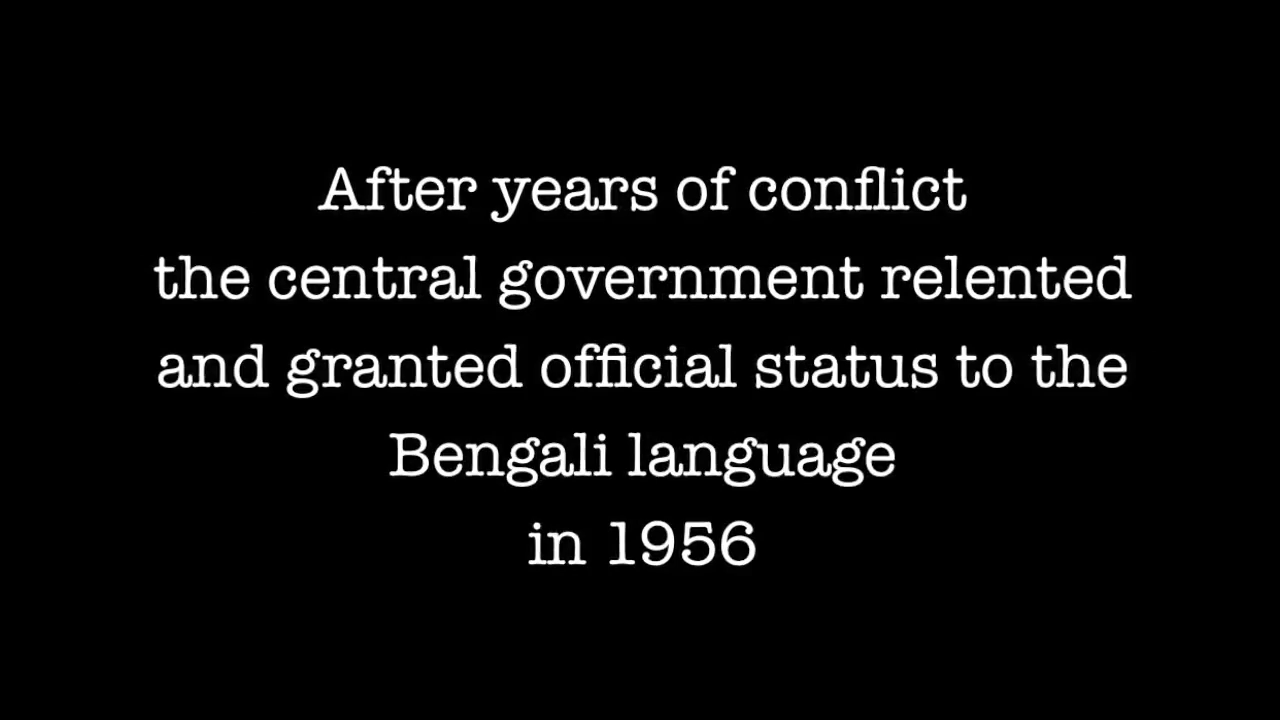 After years of conflict
the central government relented
and granted official status to the
Bengali language
in 1956